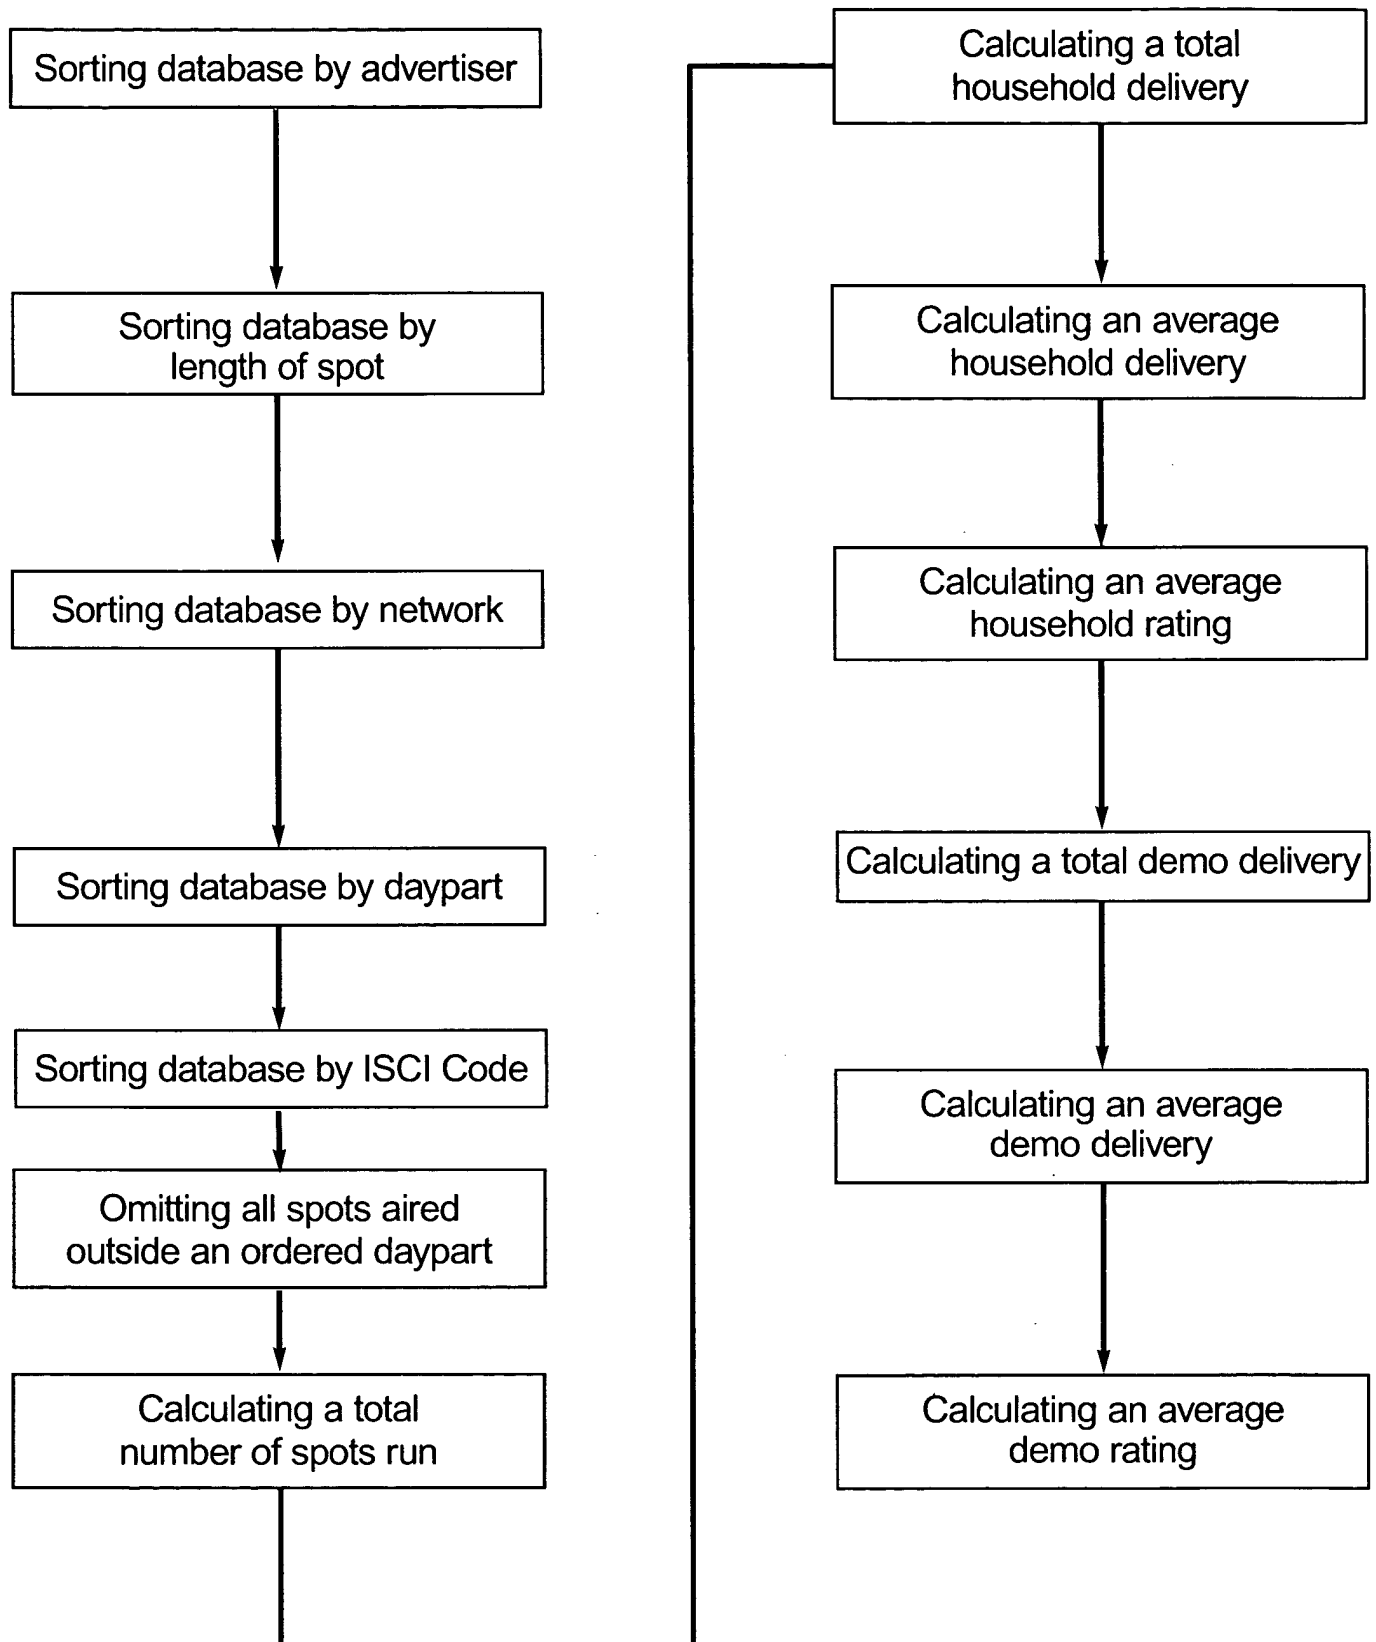 Sorting database by advertiser
Sorting database by
length of spot
Sorting database by network
Sorting database by daypart
Sorting database by ISCI Code
Omitting all spots aired
outside an ordered daypart
Calculating a total
number of spots run
Calculating a total
household delivery
Calculating an average
household delivery
Calculating an average
household rating
Calculating a total demo delivery
Calculating an average
demo delivery
Calculating an average
demo rating